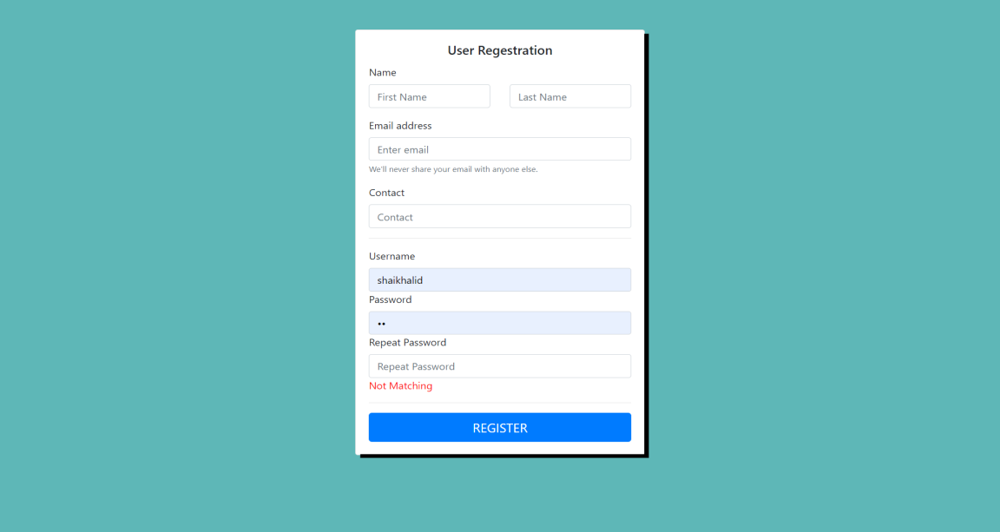 User Regestration
Name
First Name Last Name
Email address
Enter email
We'll never share your email with anyone else.
Contact
Contact
Username
shaikhalid
Password
••
Repeat Password
Repeat Password
Not Matching
REGISTER